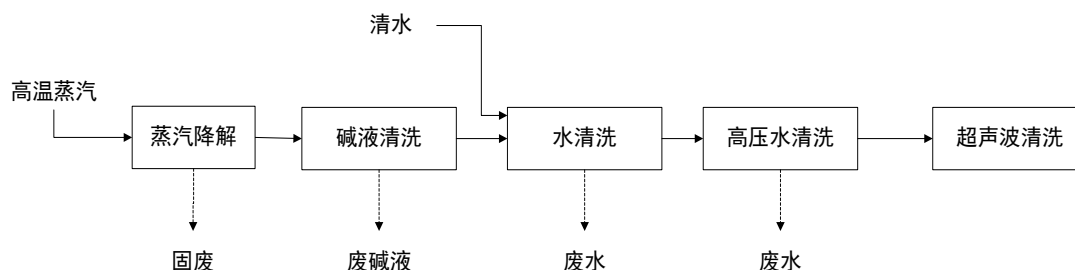 清水
高温蒸汽
蒸汽降解
碱液清洗
水清洗
高压水清洗
超声波清洗
固废
废碱液
废水
废水